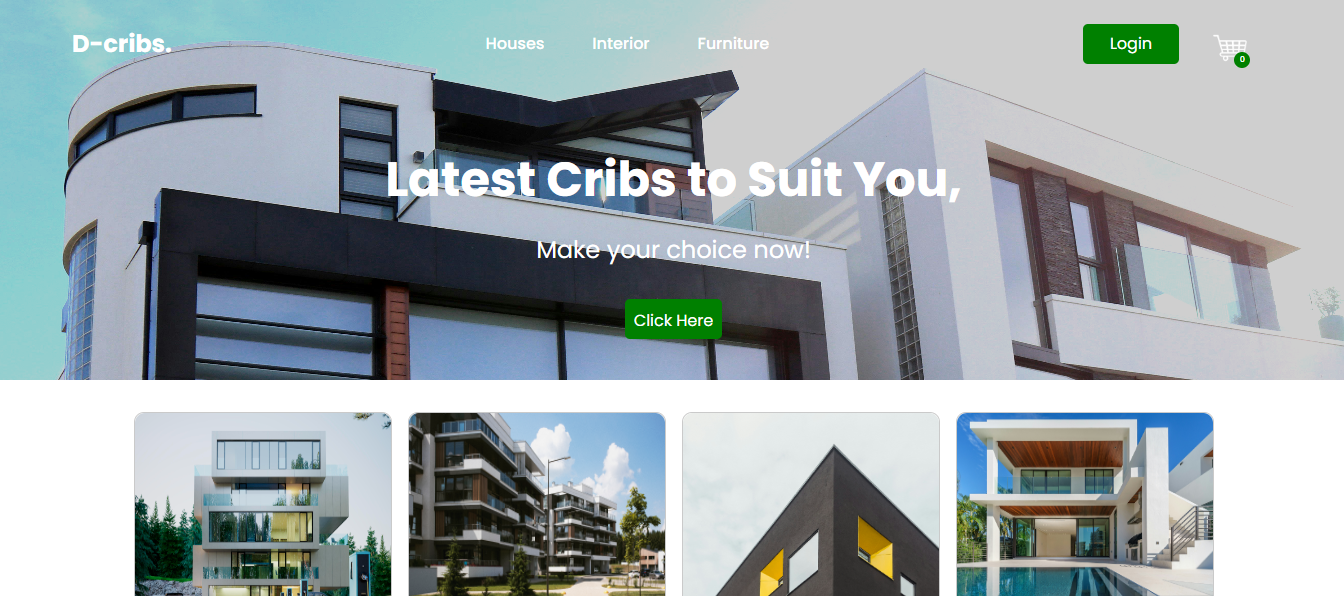 D-cribs.
Houses
Interior
Furniture
Login
0
Latest Cribs to Suit You,
Make your choice now!
Click Here